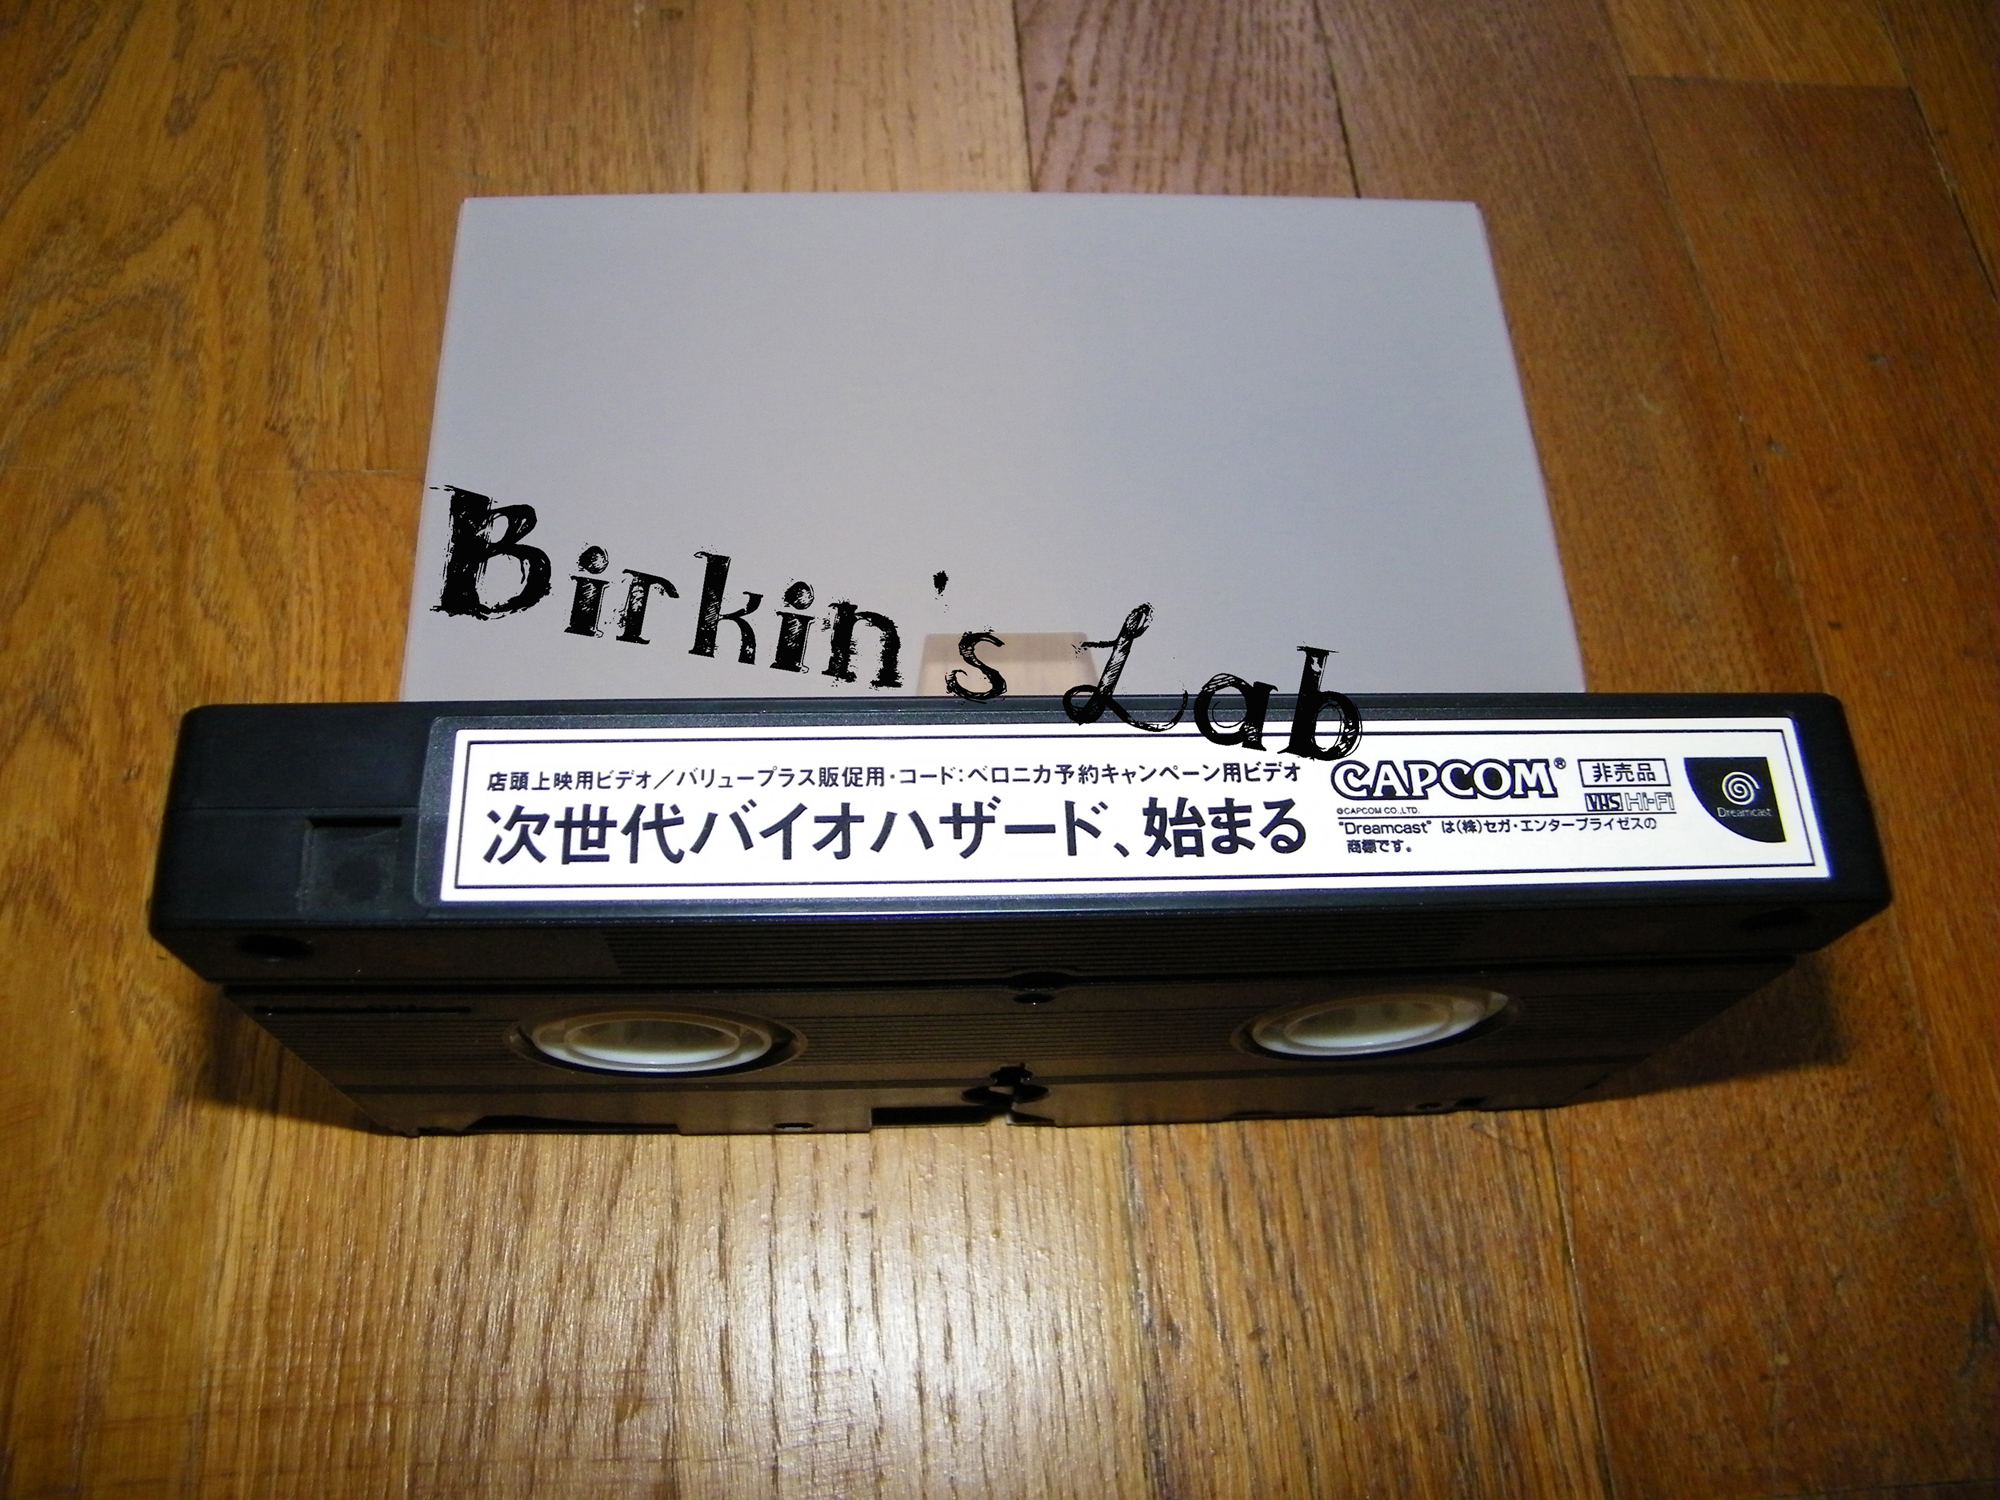 Birkin's Lab
店頭上映用ビデオ／バリュープラス販促用・コード：ベロニカ予約キャンペーン用ビデオ
次世代バイオハザード、始まる
CAPCOM®
非売品
VHS Hi-Fi
©CAPCOM CO.,LTD.
"Dreamcast" は(株)セガ・エンタープライゼスの
商標です。
Dreamcast